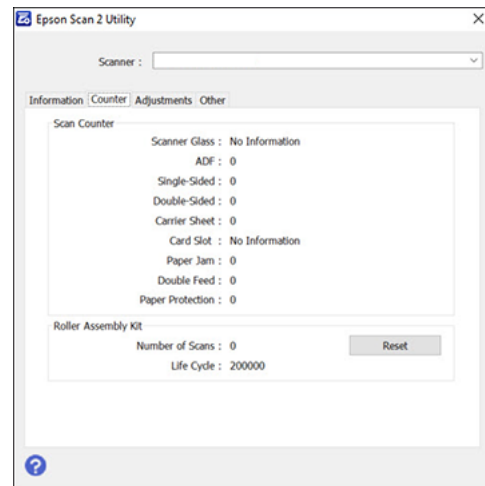 Epson Scan 2 Utility
Scanner :
Information Counter Adjustments Other
Scan Counter
Scanner Glass : No Information
ADF : 0
Single-Sided : 0
Double-Sided : 0
Carrier Sheet : 0
Card Slot : No Information
Paper Jam : 0
Double Feed : 0
Paper Protection : 0
Roller Assembly Kit
Number of Scans : 0 Reset
Life Cycle : 200000
?